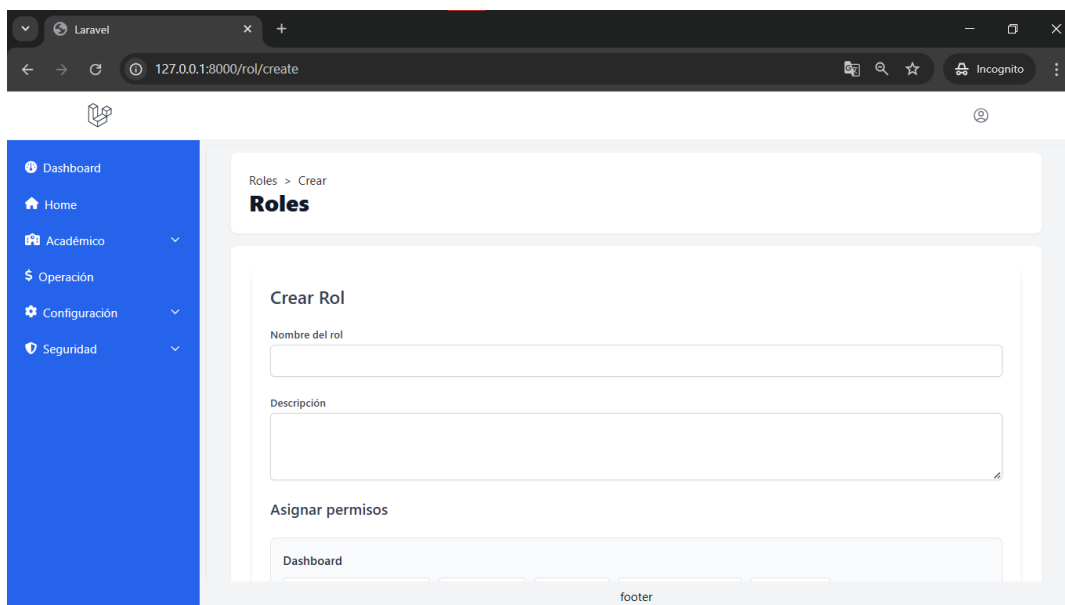 Laravel
127.0.0.1:8000/rol/create
Incognito
Dashboard
Home
Académico
$ Operación
Configuración
Seguridad
Roles > Crear
Roles
Crear Rol
Nombre del rol
Descripción
Asignar permisos
Dashboard
footer